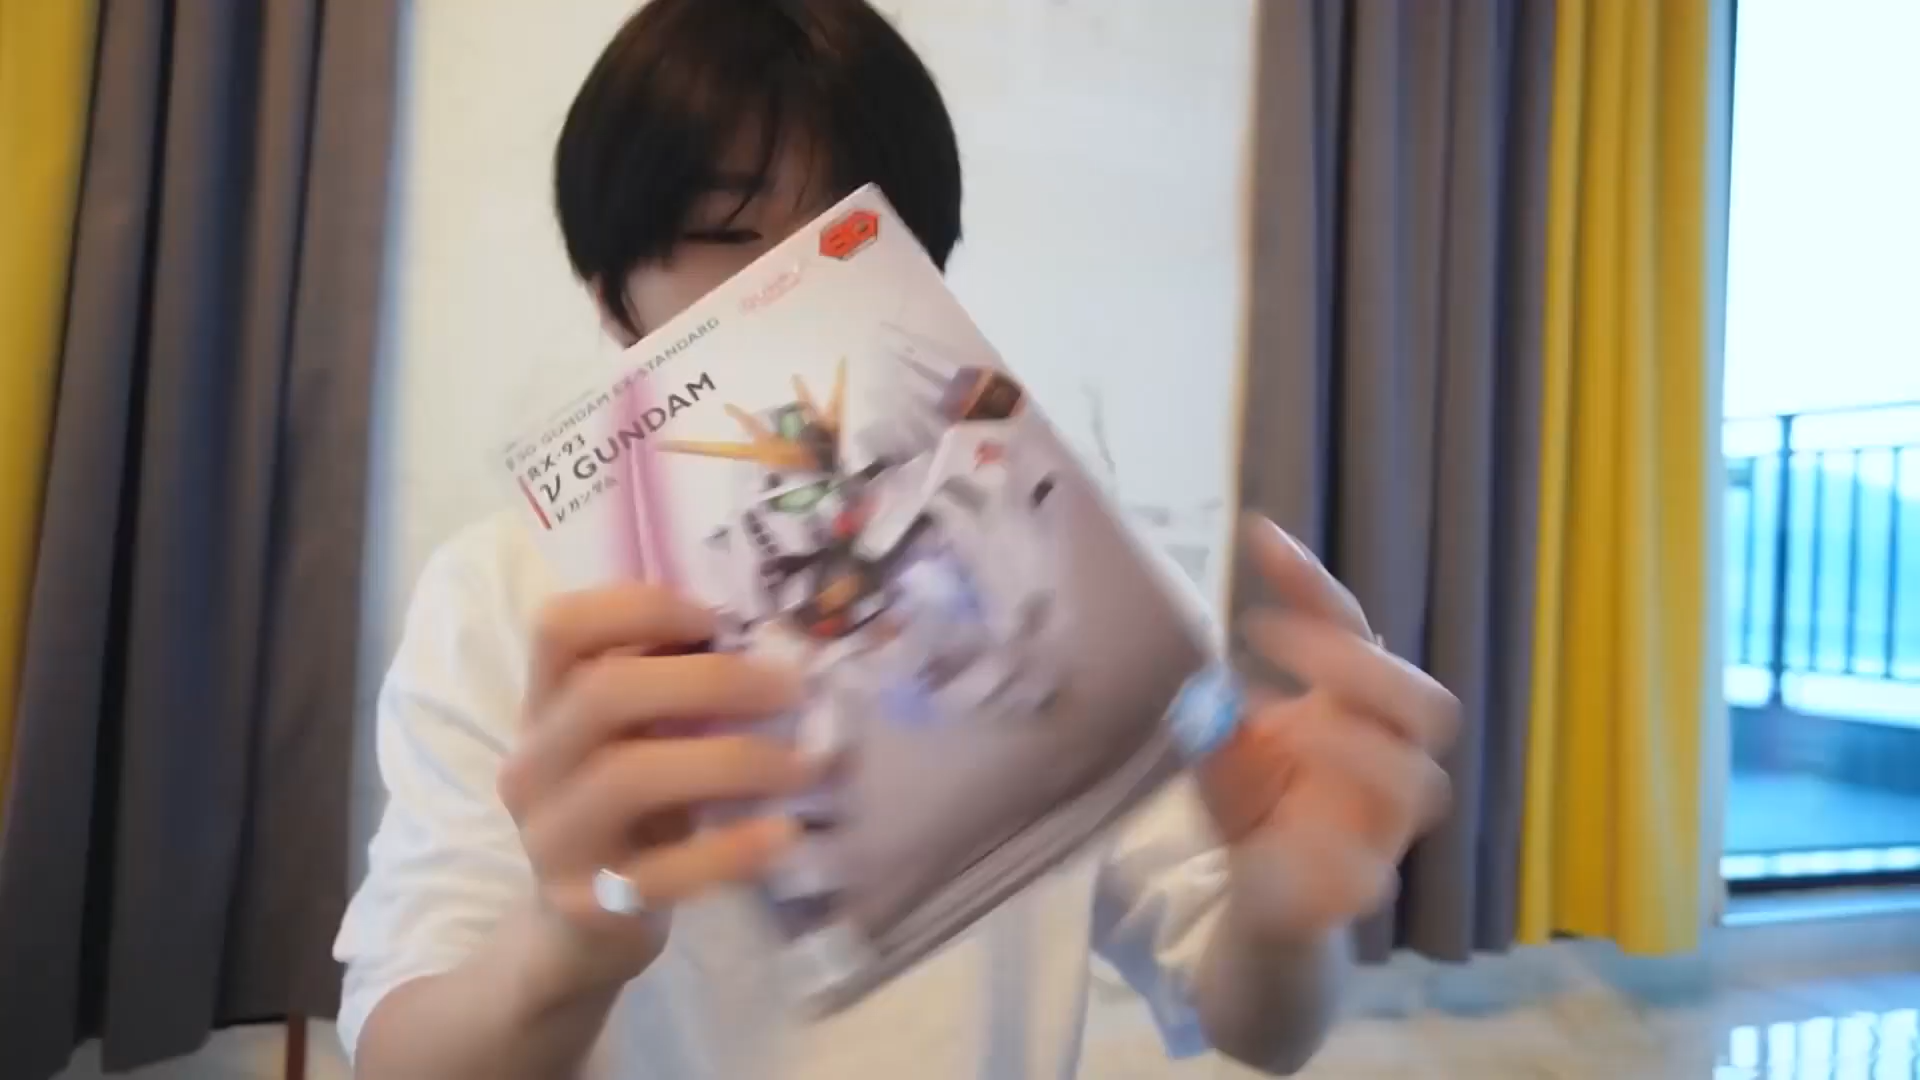 SD GUNDAM EX-STANDARD
RX-93
ν GUNDAM
νガンダム